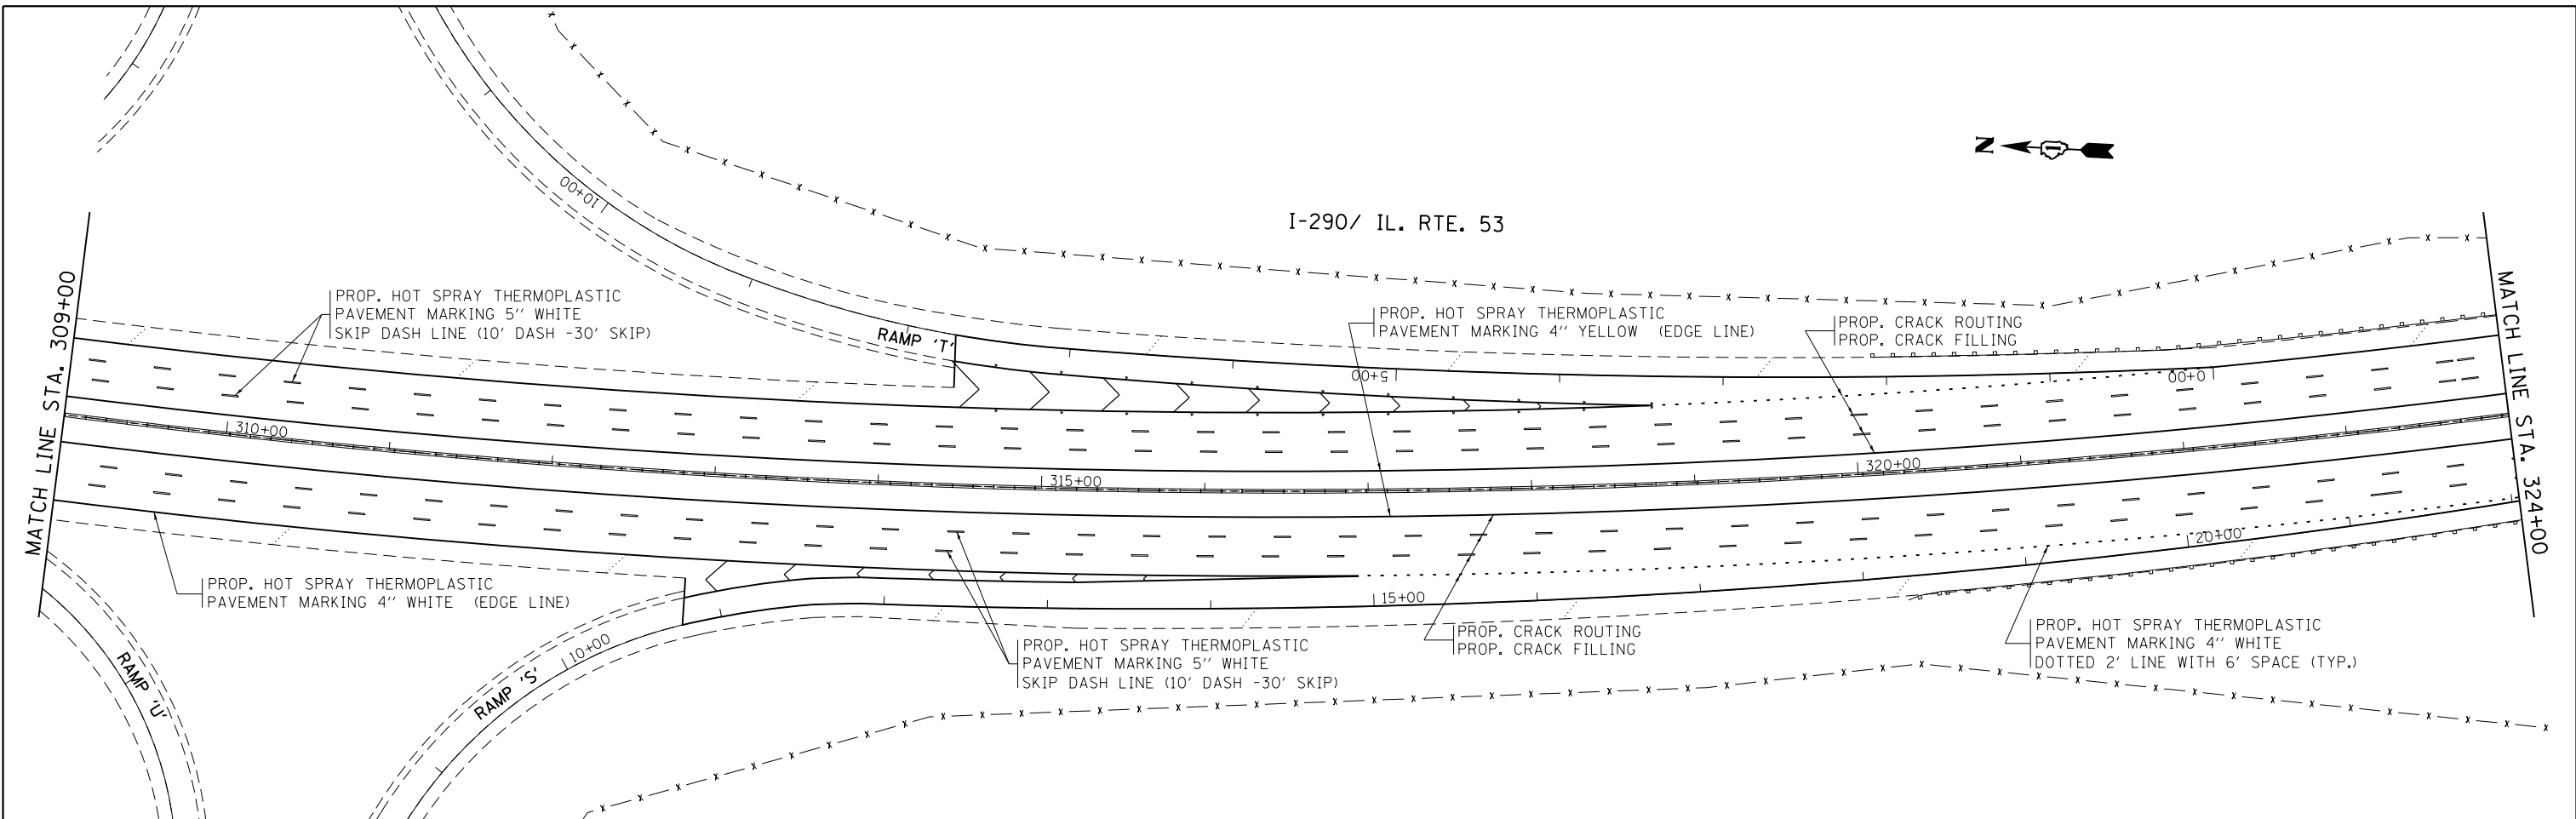 N
I-290/ IL. RTE. 53
10+00
MATCH LINE STA. 309+00
PROP. HOT SPRAY THERMOPLASTIC
PAVEMENT MARKING 5" WHITE
SKIP DASH LINE (10' DASH -30' SKIP)
RAMP 'T'
PROP. HOT SPRAY THERMOPLASTIC
PAVEMENT MARKING 4" YELLOW (EDGE LINE)
PROP. CRACK ROUTING
PROP. CRACK FILLING
MATCH LINE STA. 324+00
5+00
0+00
310+00
315+00
320+00
20+00
15+00
PROP. HOT SPRAY THERMOPLASTIC
PAVEMENT MARKING 4" WHITE (EDGE LINE)
RAMP 'U'
RAMP 'S'
10+00
PROP. HOT SPRAY THERMOPLASTIC
PAVEMENT MARKING 5" WHITE
SKIP DASH LINE (10' DASH -30' SKIP)
PROP. CRACK ROUTING
PROP. CRACK FILLING
PROP. HOT SPRAY THERMOPLASTIC
PAVEMENT MARKING 4" WHITE
DOTTED 2' LINE WITH 6' SPACE (TYP.)